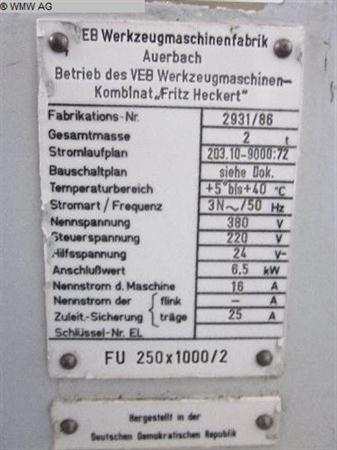 © WMW AG
EB Werkzeugmaschinenfabrik
Auerbach
Betrieb des VEB Werkzeugmaschinen-
Kombinat „Fritz Heckert"
Fabrikations-Nr. 2931/86
Gesamtmasse 2 t
Stromlaufplan 203.10-9000:72
Bauschaltplan siehe Dok.
Temperaturbereich +5° bis +40 °C
Stromart / Frequenz 3N~/50 Hz
Nennspannung 380 V
Steuerspannung 220 V
Hilfsspannung 24 V-
Anschlußwert 6,5 kW
Nennstrom d. Maschine 16 A
Nennstrom der { flink – A
Zuleit.-Sicherung { träge 25 A
Schlüssel-Nr. EL
FU 250x1000/2
Hergestellt in der
Deutschen Demokratischen Republik